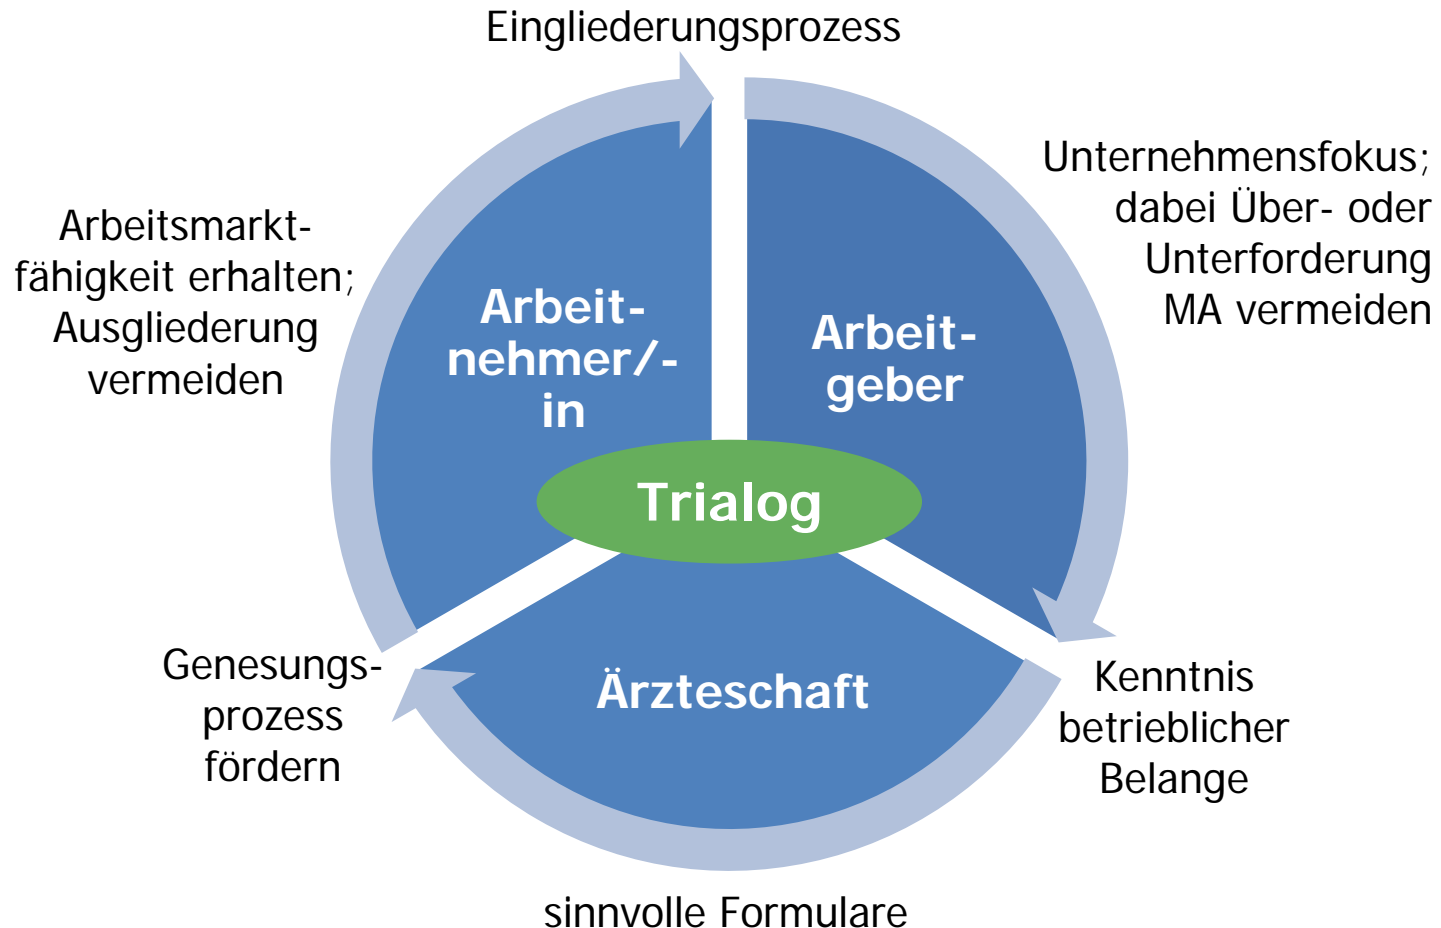 Eingliederungsprozess
Unternehmensfokus;
dabei Über- oder
Unterforderung
MA vermeiden
Arbeitsmarkt-
fähigkeit erhalten;
Ausgliederung
vermeiden
Arbeit-
nehmer/-
in
Arbeit-
geber
Trialog
Ärzteschaft
Genesungs-
prozess
fördern
Kenntnis
betrieblicher
Belange
sinnvolle Formulare